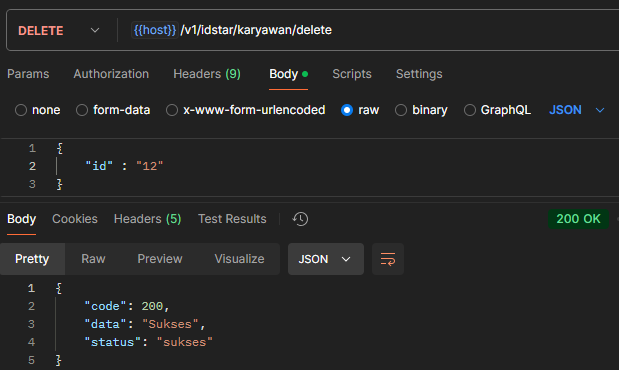 DELETE {{host}} /v1/idstar/karyawan/delete
Params Authorization Headers (9) Body Scripts Settings
none form-data x-www-form-urlencoded raw binary GraphQL JSON
1 {
2 "id" : "12"
3 }
Body Cookies Headers (5) Test Results 200 OK
Pretty Raw Preview Visualize JSON
1 {
2 "code": 200,
3 "data": "Sukses",
4 "status": "sukses"
5 }